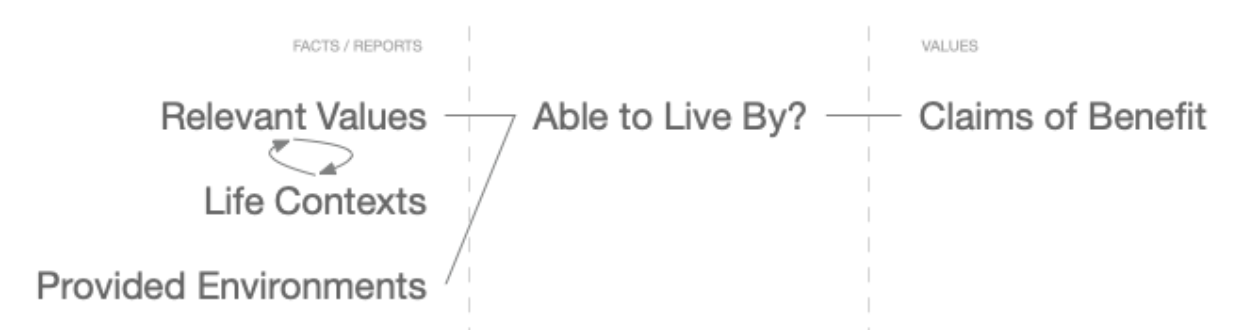 FACTS / REPORTS
VALUES
Relevant Values
Able to Live By?
Claims of Benefit
Life Contexts
Provided Environments